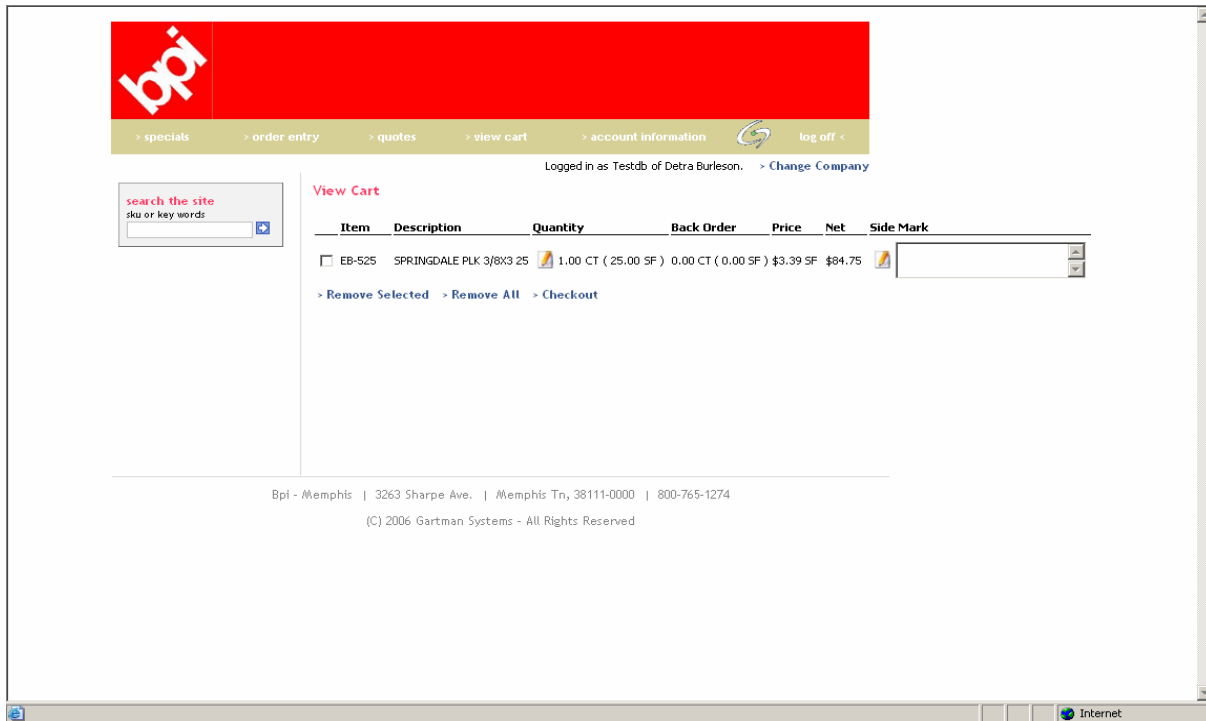 bpi
> specials > order entry > quotes > view cart > account information log off <
Logged in as Testdb of Detra Burleson. > Change Company
search the site
sku or key words
View Cart
Item Description Quantity Back Order Price Net Side Mark
EB-525 SPRINGDALE PLK 3/8X3 25 1.00 CT ( 25.00 SF ) 0.00 CT ( 0.00 SF ) $3.39 SF $84.75
> Remove Selected > Remove All > Checkout
Bpi - Memphis | 3263 Sharpe Ave. | Memphis Tn, 38111-0000 | 800-765-1274
(C) 2006 Gartman Systems - All Rights Reserved
Internet